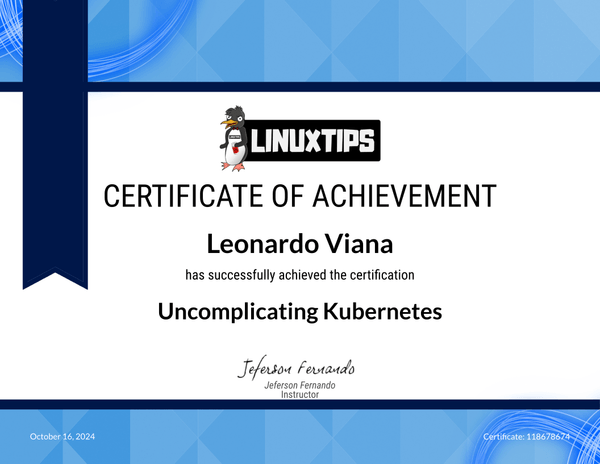 LINUXTIPS
CERTIFICATE OF ACHIEVEMENT
Leonardo Viana
has successfully achieved the certification
Uncomplicating Kubernetes
Jeferson Fernando
Jeferson Fernando
Instructor
October 16, 2024
Certificate: 118678674